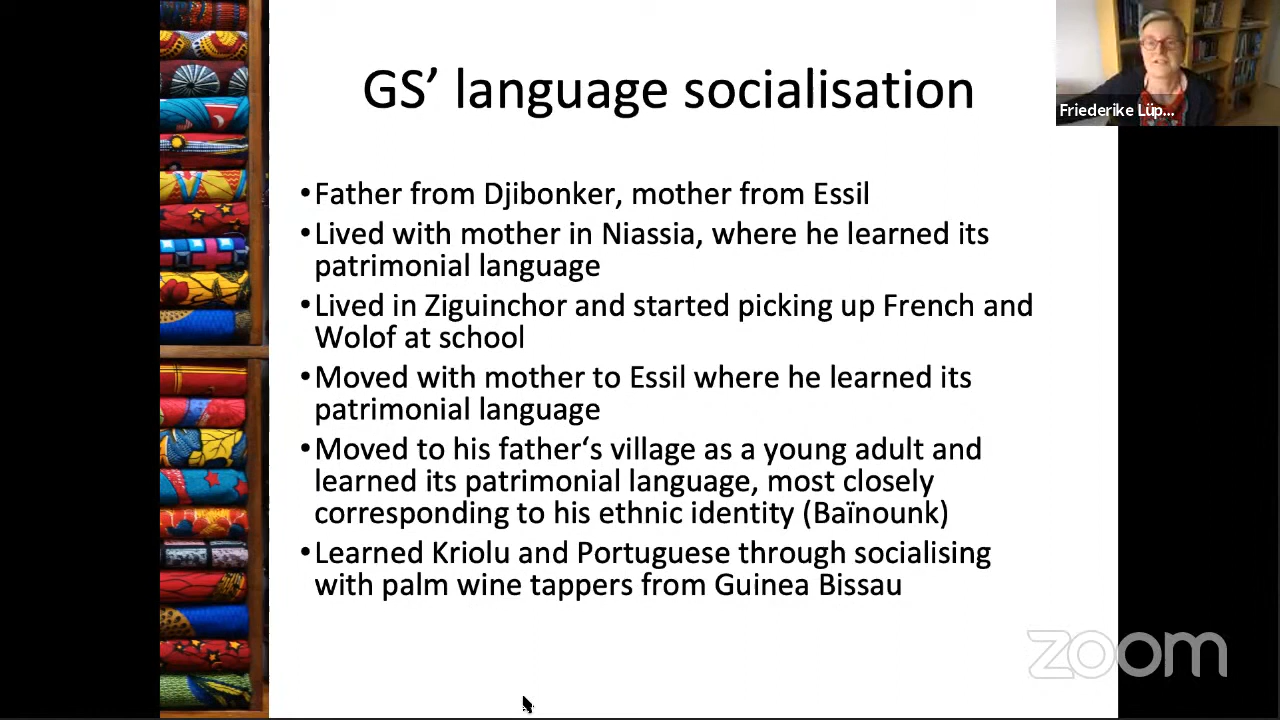 GS’ language socialisation
Friederike Lüp...
•Father from Djibonker, mother from Essil
•Lived with mother in Niassia, where he learned its
patrimonial language
•Lived in Ziguinchor and started picking up French and
Wolof at school
•Moved with mother to Essil where he learned its
patrimonial language
•Moved to his father‘s village as a young adult and
learned its patrimonial language, most closely
corresponding to his ethnic identity (Baïnounk)
•Learned Kriolu and Portuguese through socialising
with palm wine tappers from Guinea Bissau
zoom